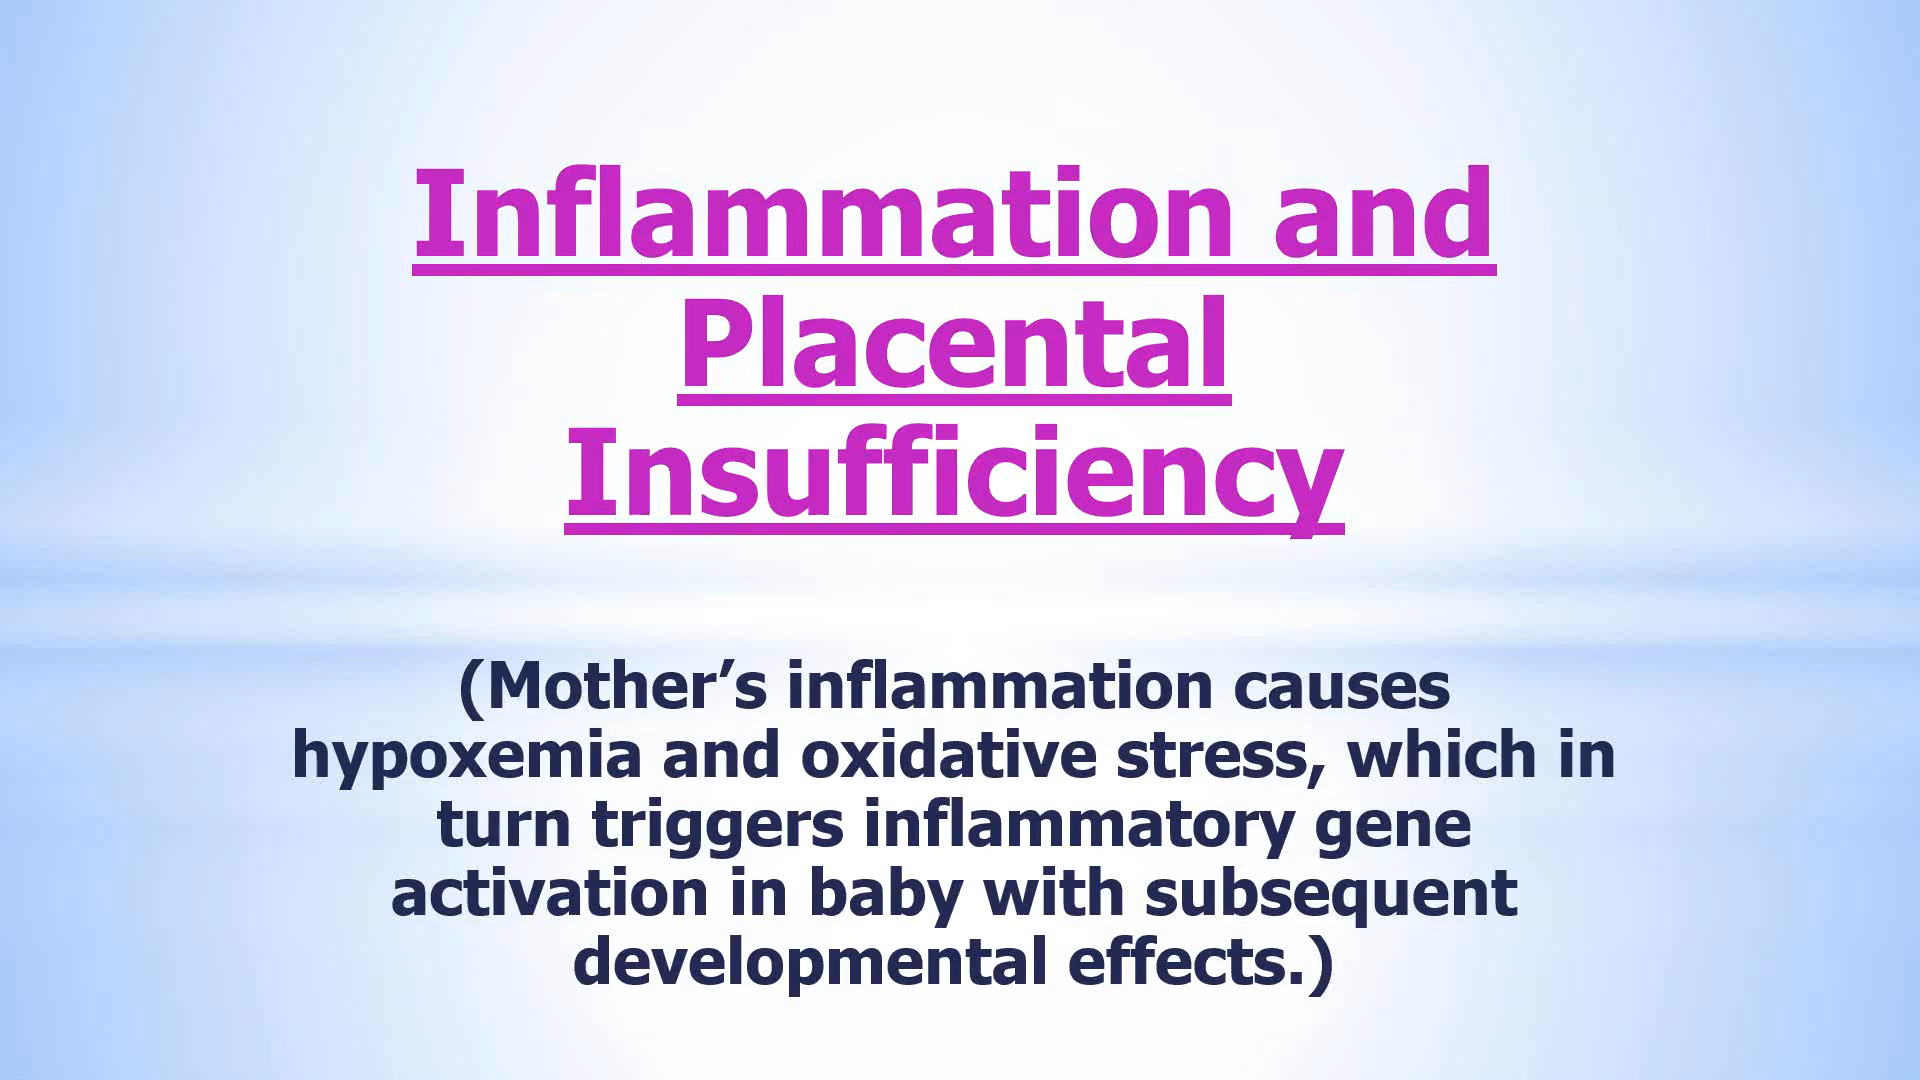 Inflammation and
Placental
Insufficiency
(Mother’s inflammation causes
hypoxemia and oxidative stress, which in
turn triggers inflammatory gene
activation in baby with subsequent
developmental effects.)